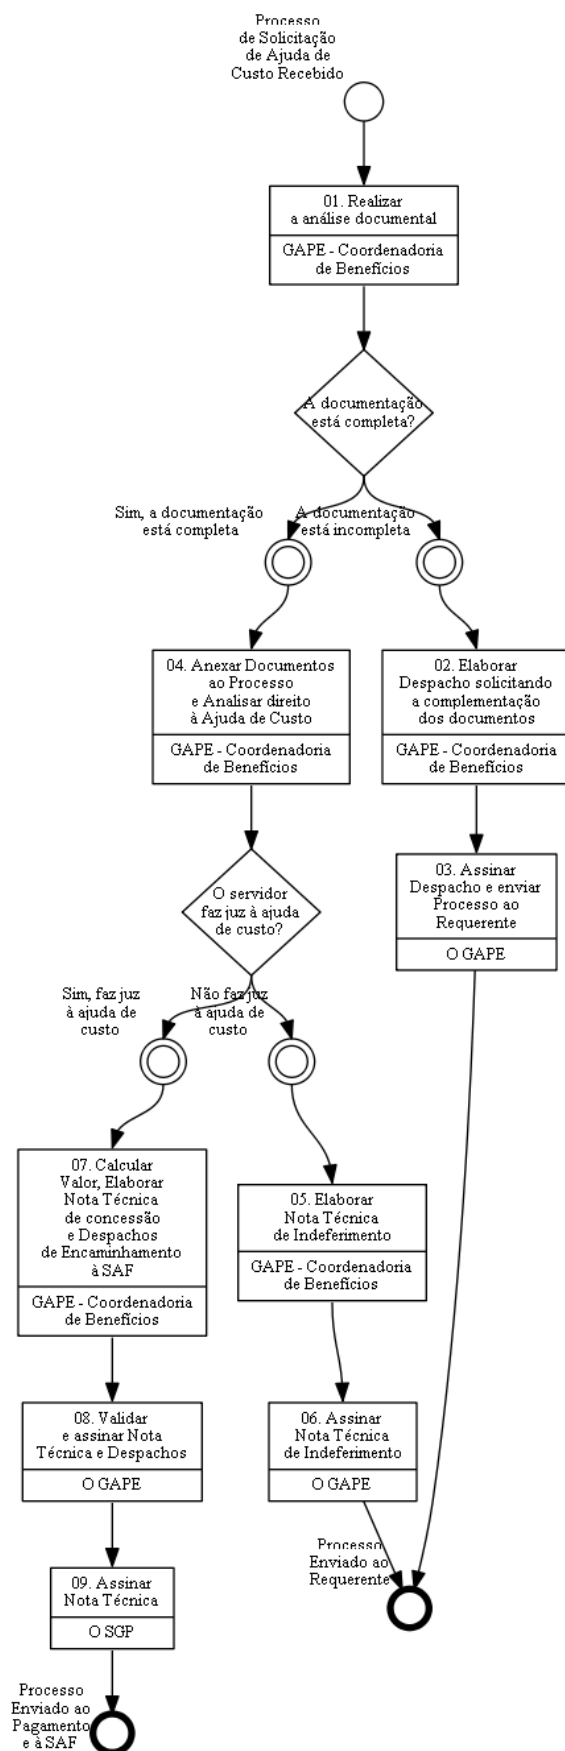 Processo
de Solicitação
de Ajuda de
Custo Recebido
01. Realizar
a análise documental
GAPE - Coordenadoria
de Benefícios
A documentação
está completa?
Sim, a documentação
está completa
A documentação
está incompleta
04. Anexar Documentos
ao Processo
e Analisar direito
à Ajuda de Custo
GAPE - Coordenadoria
de Benefícios
02. Elaborar
Despacho solicitando
a complementação
dos documentos
GAPE - Coordenadoria
de Benefícios
03. Assinar
Despacho e enviar
Processo ao
Requerente
O GAPE
O servidor
faz juz à ajuda
de custo?
Sim, faz juz
à ajuda de
custo
Não faz juz
à ajuda de
custo
07. Calcular
Valor, Elaborar
Nota Técnica
de concessão
e Despachos
de Encaminhamento
à SAF
GAPE - Coordenadoria
de Benefícios
05. Elaborar
Nota Técnica
de Indeferimento
GAPE - Coordenadoria
de Benefícios
08. Validar
e assinar Nota
Técnica e Despachos
O GAPE
06. Assinar
Nota Técnica
de Indeferimento
O GAPE
Processo
Enviado ao
Requerente
09. Assinar
Nota Técnica
O SGP
Processo
Enviado ao
Pagamento
e à SAF